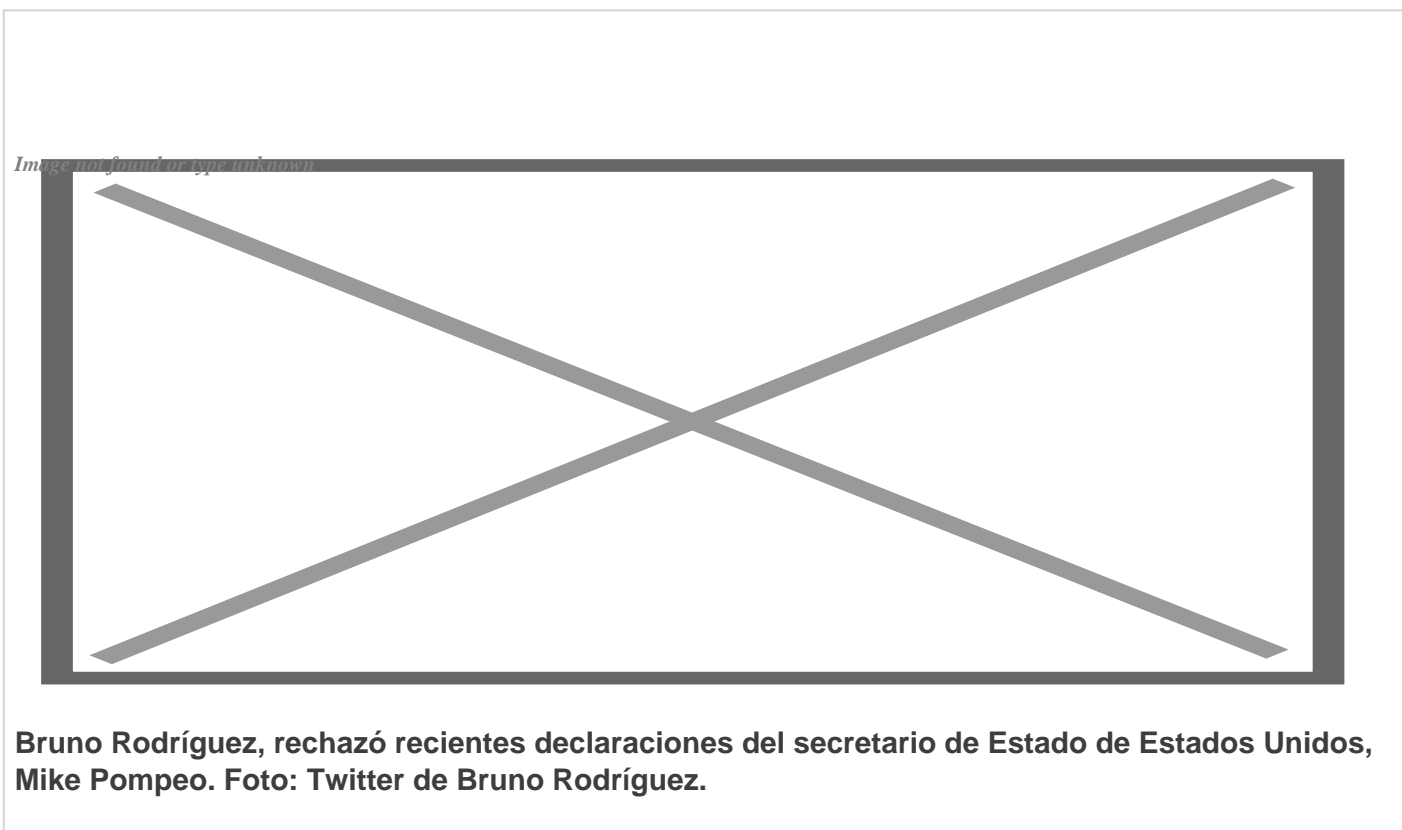 Image not found or type unknown
Bruno Rodríguez, rechazó recientes declaraciones del secretario de Estado de Estados Unidos,
Mike Pompeo. Foto: Twitter de Bruno Rodríguez.